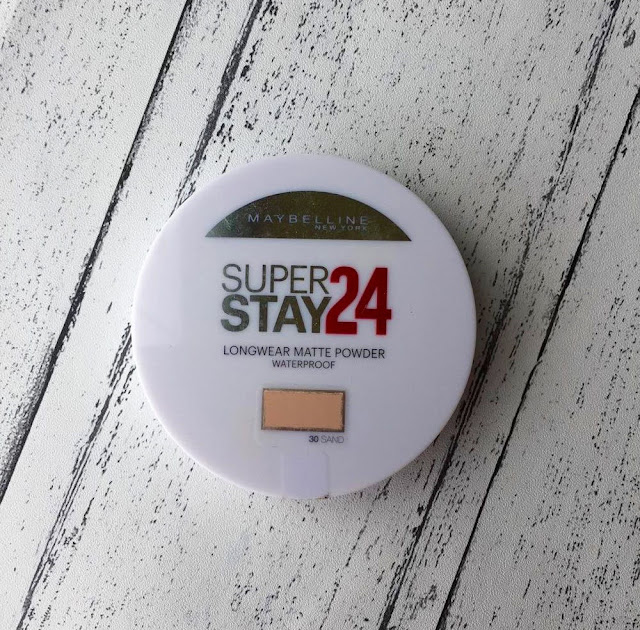 MAYBELLINE
NEW YORK
SUPER
STAY24
LONGWEAR MATTE POWDER
WATERPROOF
30 SAND